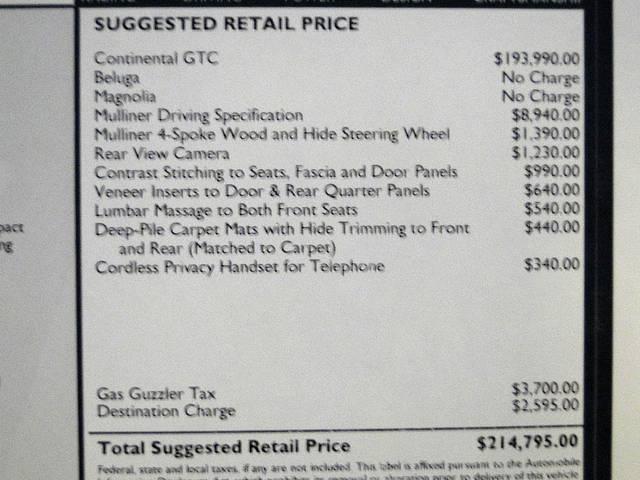 SUGGESTED RETAIL PRICE
Continental GTC $193,990.00
Beluga No Charge
Magnolia No Charge
Mulliner Driving Specification $8,940.00
Mulliner 4-Spoke Wood and Hide Steering Wheel $1,390.00
Rear View Camera $1,230.00
Contrast Stitching to Seats, Fascia and Door Panels $990.00
Veneer Inserts to Door & Rear Quarter Panels $640.00
Lumbar Massage to Both Front Seats $540.00
Deep-Pile Carpet Mats with Hide Trimming to Front $440.00
and Rear (Matched to Carpet)
Cordless Privacy Handset for Telephone $340.00
Gas Guzzler Tax $3,700.00
Destination Charge $2,595.00
Total Suggested Retail Price $214,795.00
Federal, state and local taxes, if any are not included. This label is affixed pursuant to the Automobile